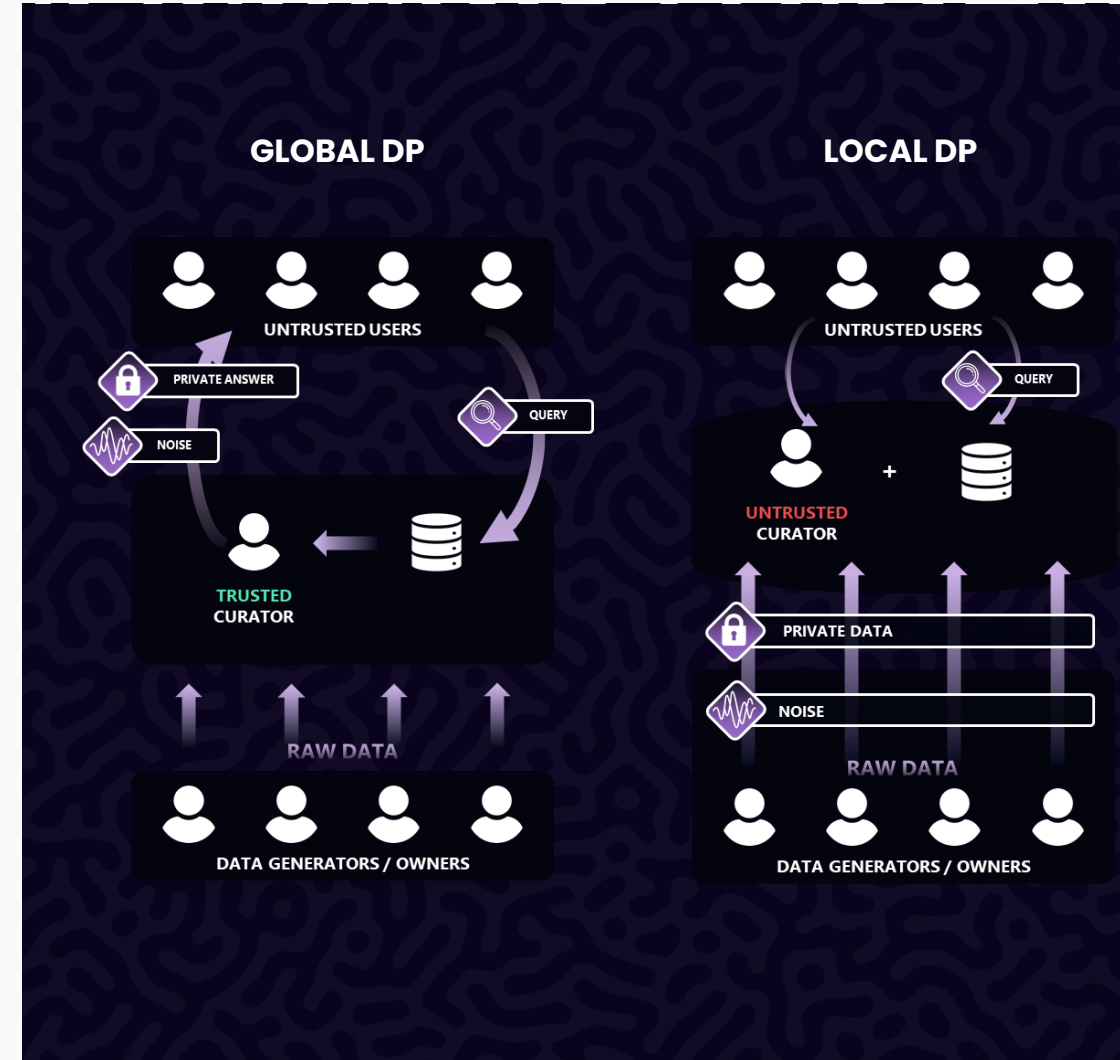 GLOBAL DP
UNTRUSTED USERS
PRIVATE ANSWER
NOISE
QUERY
TRUSTED
CURATOR
RAW DATA
DATA GENERATORS / OWNERS
LOCAL DP
UNTRUSTED USERS
QUERY
+
UNTRUSTED
CURATOR
PRIVATE DATA
NOISE
RAW DATA
DATA GENERATORS / OWNERS